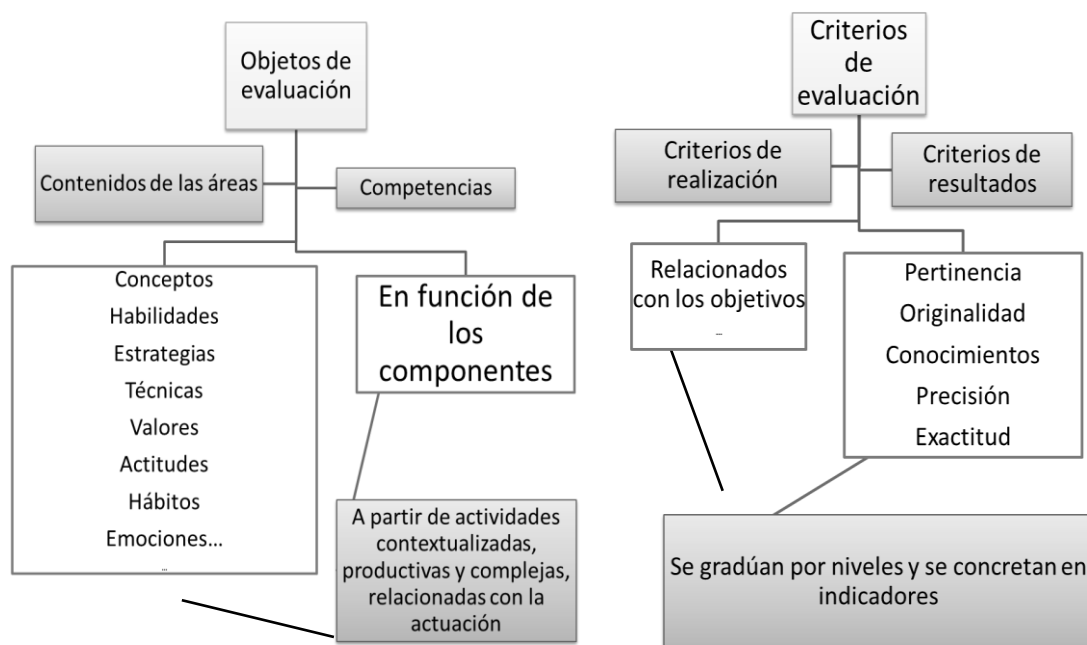 Objetos de
evaluación
Contenidos de las áreas
Competencias
Conceptos
Habilidades
Estrategias
Técnicas
Valores
Actitudes
Hábitos
Emociones…
...
En función de
los
componentes
A partir de actividades
contextualizadas,
productivas y complejas,
relacionadas con la
actuación
Criterios
de
evaluación
Criterios de
realización
Criterios de
resultados
Relacionados
con los objetivos
...
Pertinencia
Originalidad
Conocimientos
Precisión
Exactitud
Se gradúan por niveles y se concretan en
indicadores